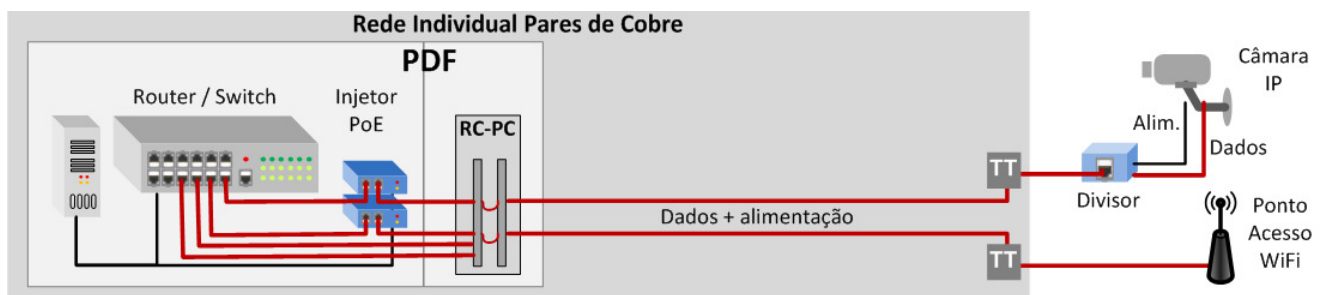 Rede Individual Pares de Cobre
PDF
Router / Switch
Injetor
PoE
RC-PC
Câmara
IP
Alim.
Dados
TT
Divisor
Dados + alimentação
Ponto
Acesso
WiFi
TT